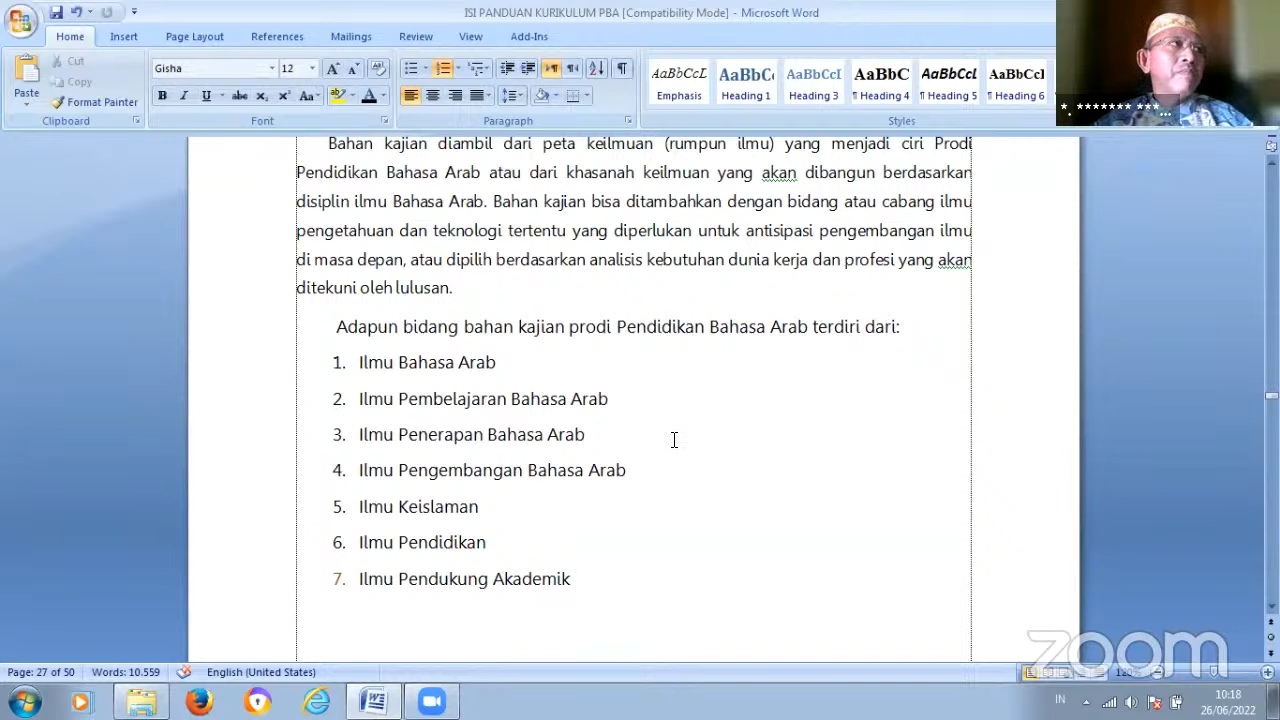 ISI PANDUAN KURIKULUM PBA [Compatibility Mode] - Microsoft Word
Home Insert Page Layout References Mailings Review View Add-Ins
Paste
Cut
Copy
Format Painter
Clipboard
Gisha 12
B I U abc x₂ x² Aa
Font
Paragraph
AaBbCcL AaBbC AaBbCcI AaBbC AaBbCcL AaBbCcI
Emphasis Heading 1 Heading 3 ¶ Heading 4 ¶ Heading 5 ¶ Heading 6
Styles
*. ******* ***...
Bahan kajian diambil dari peta keilmuan (rumpun ilmu) yang menjadi ciri Prodi
Pendidikan Bahasa Arab atau dari khasanah keilmuan yang akan dibangun berdasarkan
disiplin ilmu Bahasa Arab. Bahan kajian bisa ditambahkan dengan bidang atau cabang ilmu
pengetahuan dan teknologi tertentu yang diperlukan untuk antisipasi pengembangan ilmu
di masa depan, atau dipilih berdasarkan analisis kebutuhan dunia kerja dan profesi yang akan
ditekuni oleh lulusan.
Adapun bidang bahan kajian prodi Pendidikan Bahasa Arab terdiri dari:
1. Ilmu Bahasa Arab
2. Ilmu Pembelajaran Bahasa Arab
3. Ilmu Penerapan Bahasa Arab
4. Ilmu Pengembangan Bahasa Arab
5. Ilmu Keislaman
6. Ilmu Pendidikan
7. Ilmu Pendukung Akademik
zoom
Page: 27 of 50 Words: 10.559 English (United States) 120%
IN
10:18
26/06/2022